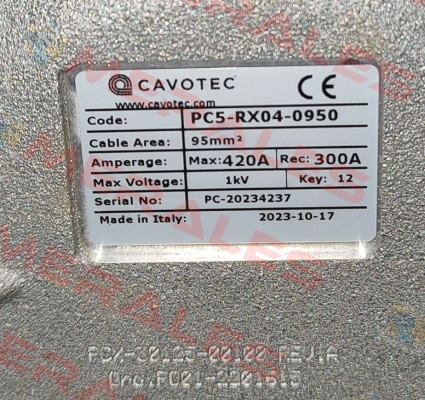 CAVOTEC CE
www.cavotec.com
Code: PC5-RX04-0950
Cable Area: 95mm²
Amperage: Max: 420A Rec: 300A
Max Voltage: 1kV Key: 12
Serial No: PC-20234237
Made in Italy: 2023-10-17
REV.A